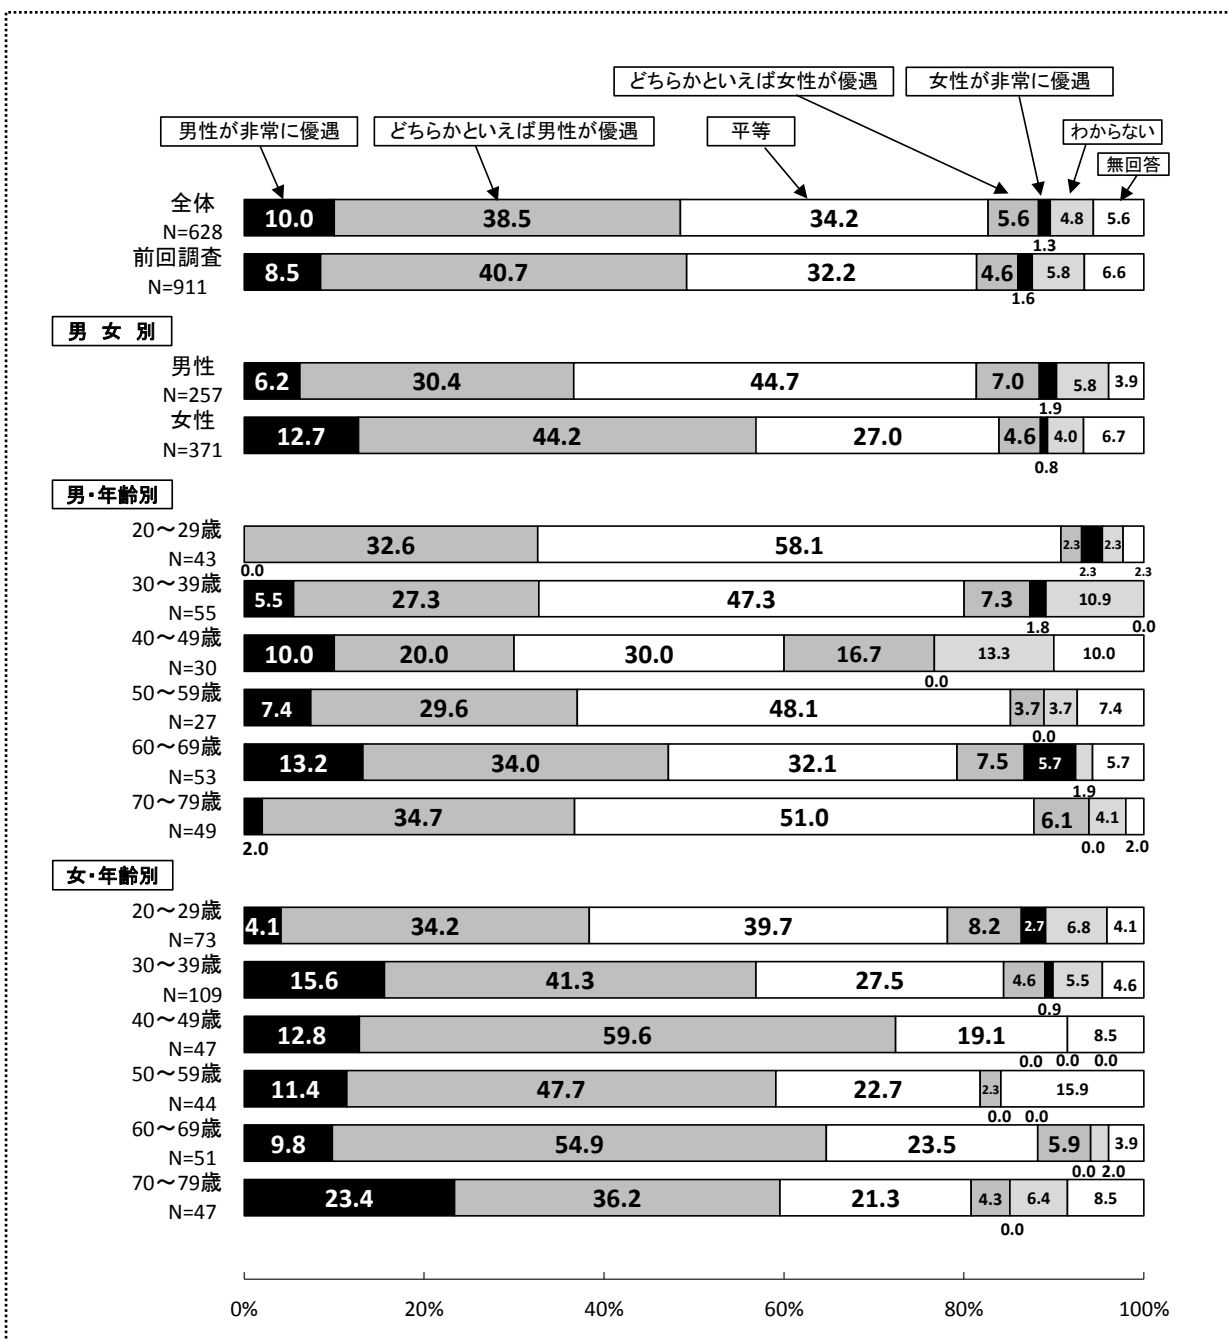 どちらかといえば女性が優遇 女性が非常に優遇
男性が非常に優遇 どちらかといえば男性が優遇 平等 わからない
無回答
全体
N=628
10.0 38.5 34.2 5.6 1.3 4.8 5.6
前回調査
N=911
8.5 40.7 32.2 4.6 1.6 5.8 6.6
男 女 別
男性
N=257
6.2 30.4 44.7 7.0 1.9 5.8 3.9
女性
N=371
12.7 44.2 27.0 4.6 0.8 4.0 6.7
男・年齢別
20～29歳
N=43
0.0 32.6 58.1 2.3 2.3 2.3 2.3
30～39歳
N=55
5.5 27.3 47.3 7.3 1.8 10.9 0.0
40～49歳
N=30
10.0 20.0 30.0 16.7 0.0 13.3 10.0
50～59歳
N=27
7.4 29.6 48.1 3.7 0.0 3.7 7.4
60～69歳
N=53
13.2 34.0 32.1 7.5 5.7 1.9 5.7
70～79歳
N=49
2.0 34.7 51.0 6.1 0.0 4.1 2.0
女・年齢別
20～29歳
N=73
4.1 34.2 39.7 8.2 2.7 6.8 4.1
30～39歳
N=109
15.6 41.3 27.5 4.6 0.9 5.5 4.6
40～49歳
N=47
12.8 59.6 19.1 0.0 0.0 0.0 8.5
50～59歳
N=44
11.4 47.7 22.7 2.3 0.0 0.0 15.9
60～69歳
N=51
9.8 54.9 23.5 5.9 0.0 2.0 3.9
70～79歳
N=47
23.4 36.2 21.3 4.3 0.0 6.4 8.5
0% 20% 40% 60% 80% 100%